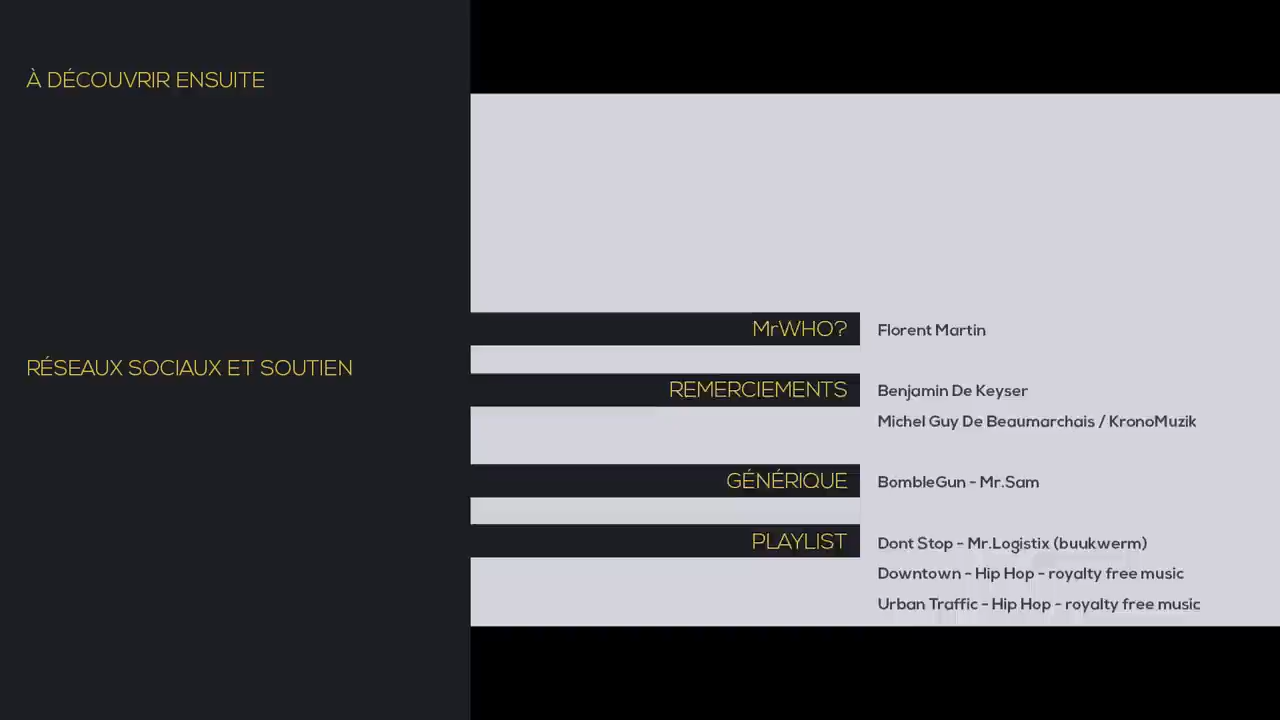 À DÉCOUVRIR ENSUITE
RÉSEAUX SOCIAUX ET SOUTIEN
MrWHO? Florent Martin
REMERCIEMENTS Benjamin De Keyser
Michel Guy De Beaumarchais / KronoMuzik
GÉNÉRIQUE BombleGun - Mr.Sam
PLAYLIST Dont Stop - Mr.Logistix (buukwerm)
Downtown - Hip Hop - royalty free music
Urban Traffic - Hip Hop - royalty free music